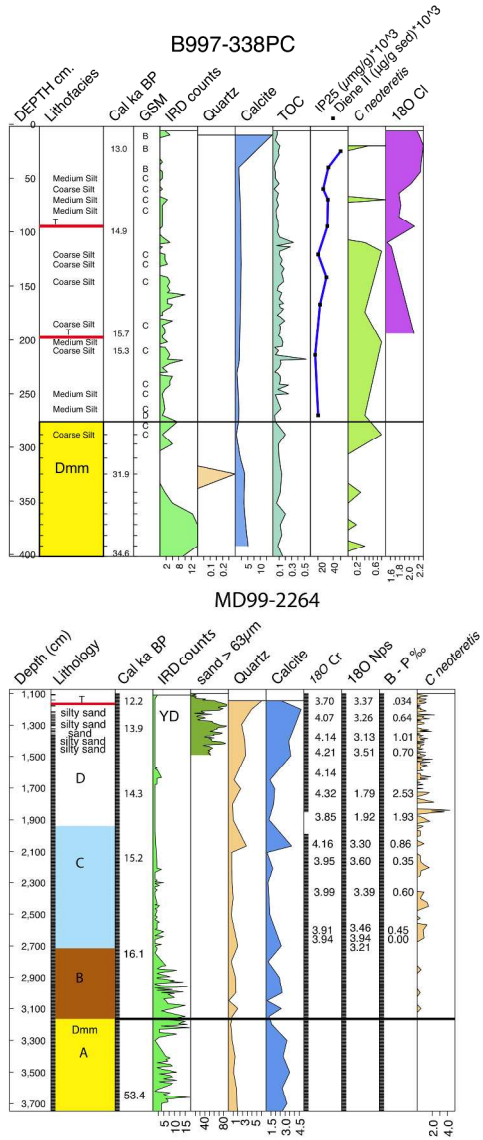 B997-338PC
DEPTH cm.
Lithofacies
Cal ka BP
GSM
IRD counts
Quartz
Calcite
TOC
IP25 (µmg/g)*10^3
Diene II (µg/g sed)*10^3
C neoteretis
18O Cl
0
B
13.0 B
50
B
Medium Silt C
Coarse Silt C
Medium Silt C
Medium Silt C
T
100
14.9
Coarse Silt C
Coarse Silt C
150
Coarse Silt C
Coarse Silt C
T
15.7
200
Medium Silt
Coarse Silt 15.3 C
C
250
Medium Silt C
Medium Silt C
D
C
Coarse Silt C
300
Dmm
31.9
350
34.6
400
2 8 12
0.1 0.2
5 10
0.1 0.3 0.5
20 40
0.2 0.6
1.6 1.8 2.0 2.2
MD99-2264
Depth (cm)
Lithology
Cal ka BP
IRD counts
sand > 63µm
Quartz
Calcite
18O Cr
18O Nps
B - P ‰
C neoteretis
1,100
T 12.2 3.70 3.37 .034
YD
silty sand 4.07 3.26 0.64
1,300
silty sand 13.9
sand 4.14 3.13 1.01
silty sand
silty sand 4.21 3.51 0.70
1,500
4.14
D
1,700
14.3 4.32 1.79 2.53
3.85 1.92 1.93
1,900
4.16 3.30 0.86
2,100
C 15.2 3.95 3.60 0.35
2,300
3.99 3.39 0.60
2,500
3.91 3.46 0.45
3.94 3.94 0.00
2,700
16.1 3.21
B
2,900
3,100
Dmm
A
3,300
3,500
53.4
3,700
5 10 15
40 80
1 3 5
1.5 3.0 4.5
2.0 4.0